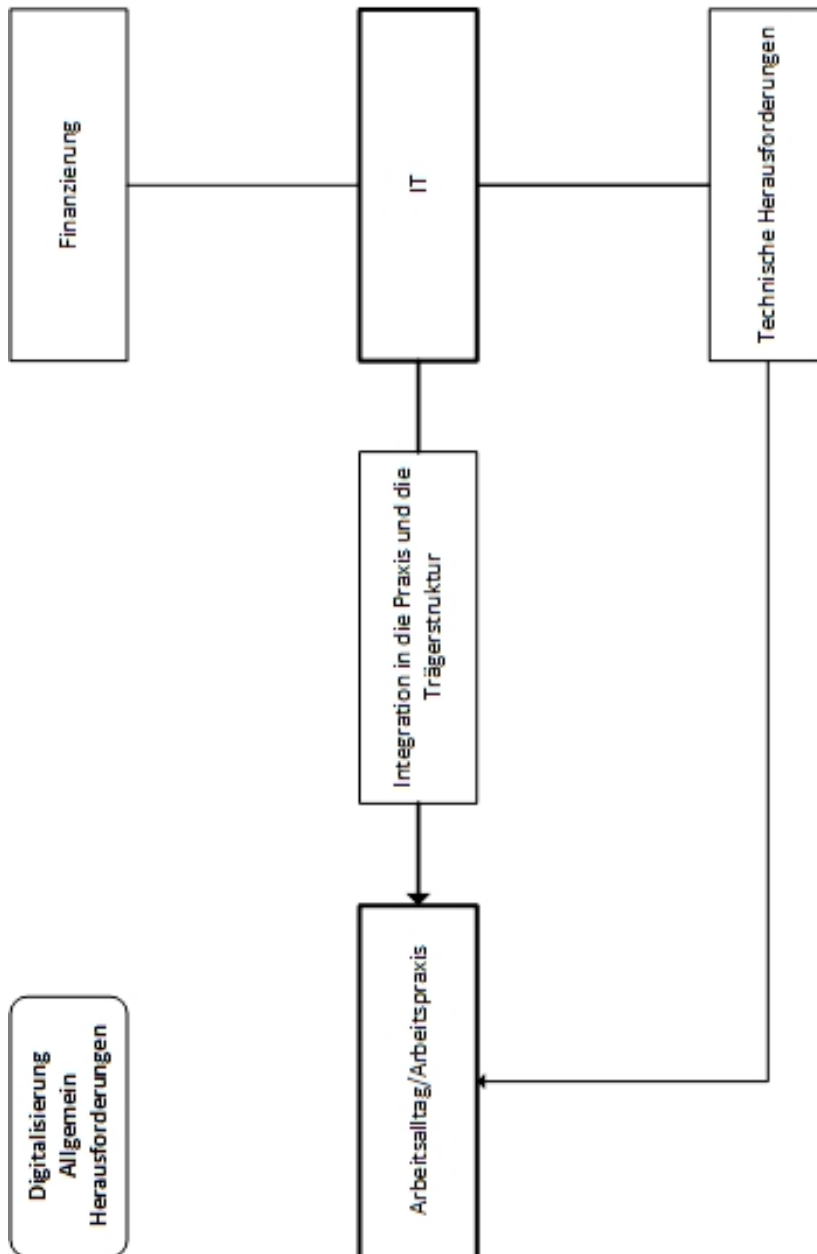 Digitalisierung
Allgemein
Herausforderungen
Finanzierung
Arbeitsalltag/Arbeitspraxis
Integration in die Praxis und die
Trägerstruktur
IT
Technische Herausforderungen